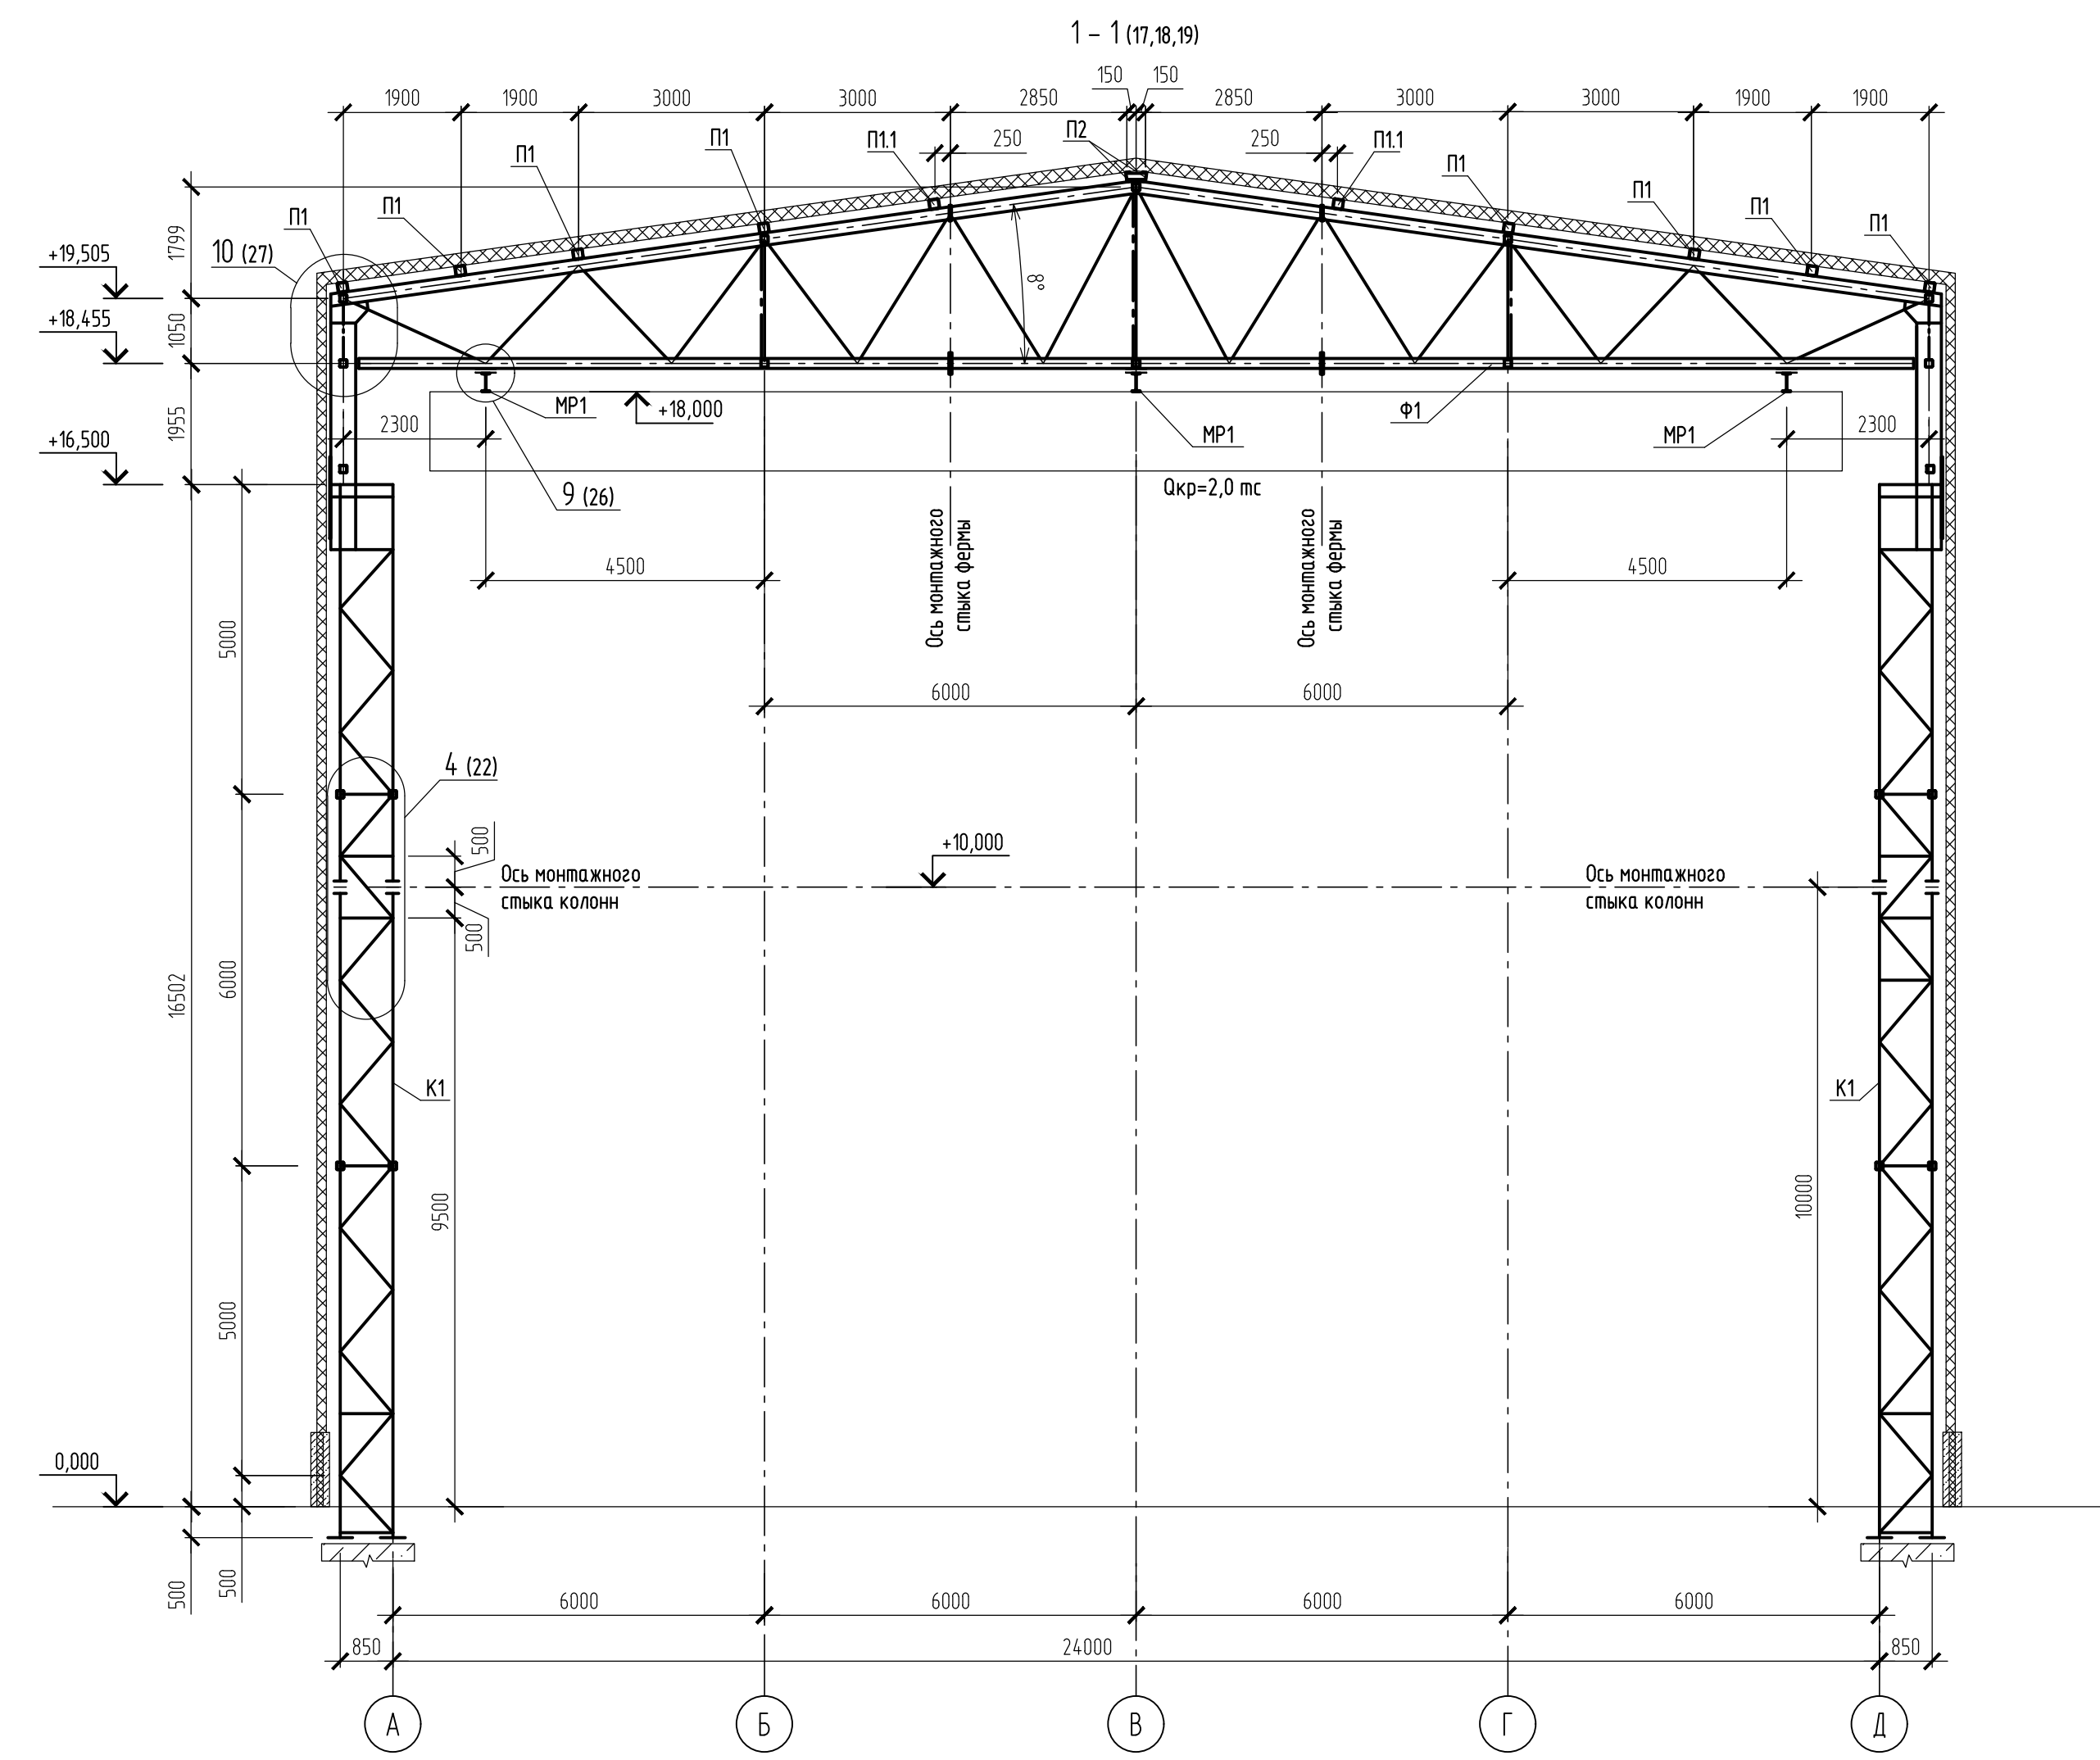 1 – 1 (17,18,19)
150 150
1900 1900 3000 3000 2850 2850 3000 3000 1900 1900
П1 П1 П1 П1 П1.1 250 П2 250 П1.1 П1 П1 П1 П1
10 (27)
+19,505
+18,455
+16,500
1799
1050
1955
8°
МР1
+18,000
2300
МР1
Ф1
МР1
2300
9 (26)
Qкр=2,0 тс
Ось монтажного
стыка фермы
Ось монтажного
стыка фермы
4500
4500
5000
6000 6000
4 (22)
500
+10,000
Ось монтажного
стыка колонн
Ось монтажного
стыка колонн
500
16502
6000
К1
К1
9500
10000
5000
0,000
500
500
6000 6000 6000 6000
850 24000 850
А Б В Г Д